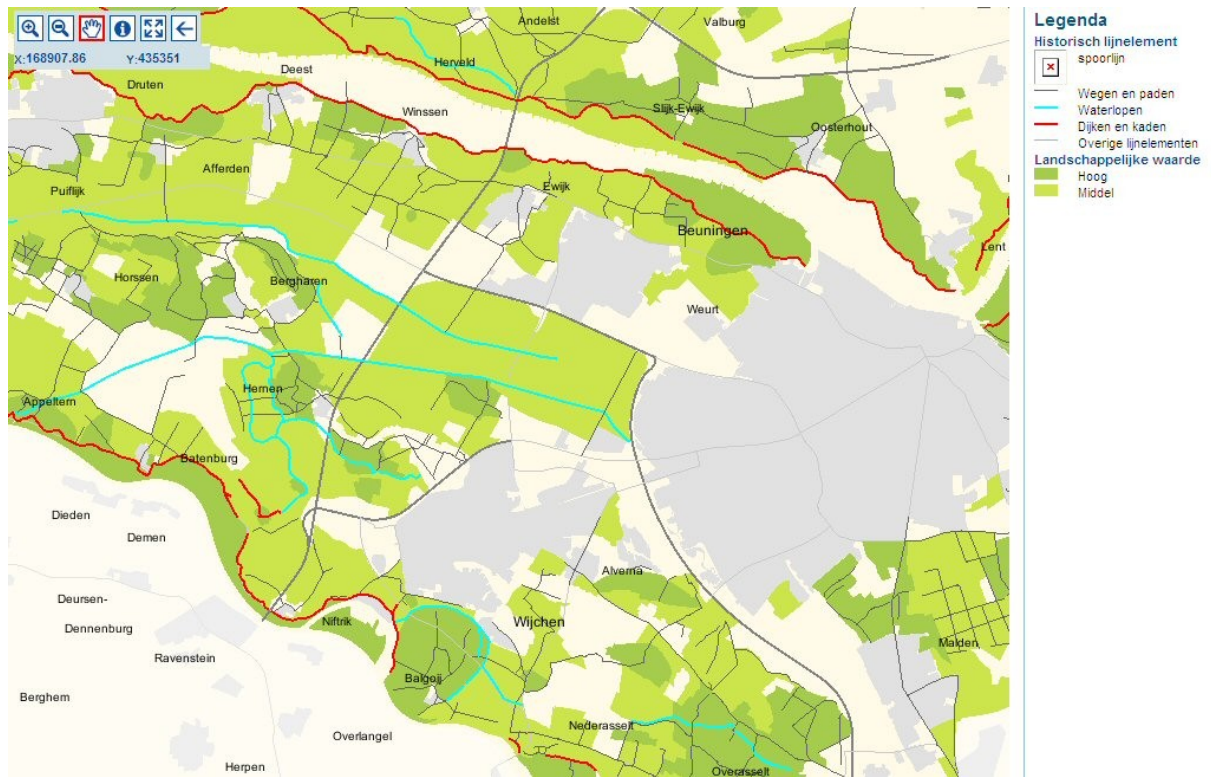 X:168907.86 Y:435351
Andelst
Valburg
Herveld
Deest
Druten
Winssen
Slijk-Ewijk
Oosterhout
Afferden
Puiflijk
Ewijk
Beuningen
Lent
Horssen
Bergharen
Weurt
Hernen
Appeltern
Batenburg
Dieden
Demen
Alverna
Deursen-
Dennenburg
Niftrik
Wijchen
Malden
Ravenstein
Balgoij
Berghem
Nederasselt
Overlangel
Herpen
Overasselt
Legenda
Historisch lijnelement
spoorlijn
Wegen en paden
Waterlopen
Dijken en kaden
Overige lijnelementen
Landschappelijke waarde
Hoog
Middel